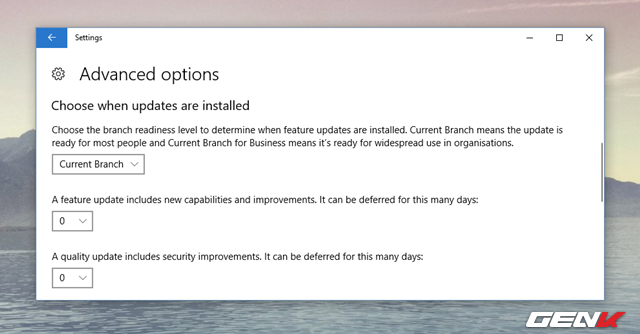 Settings
Advanced options
Choose when updates are installed
Choose the branch readiness level to determine when feature updates are installed. Current Branch means the update is
ready for most people and Current Branch for Business means it's ready for widespread use in organisations.
Current Branch
A feature update includes new capabilities and improvements. It can be deferred for this many days:
0
A quality update includes security improvements. It can be deferred for this many days:
0
GENK